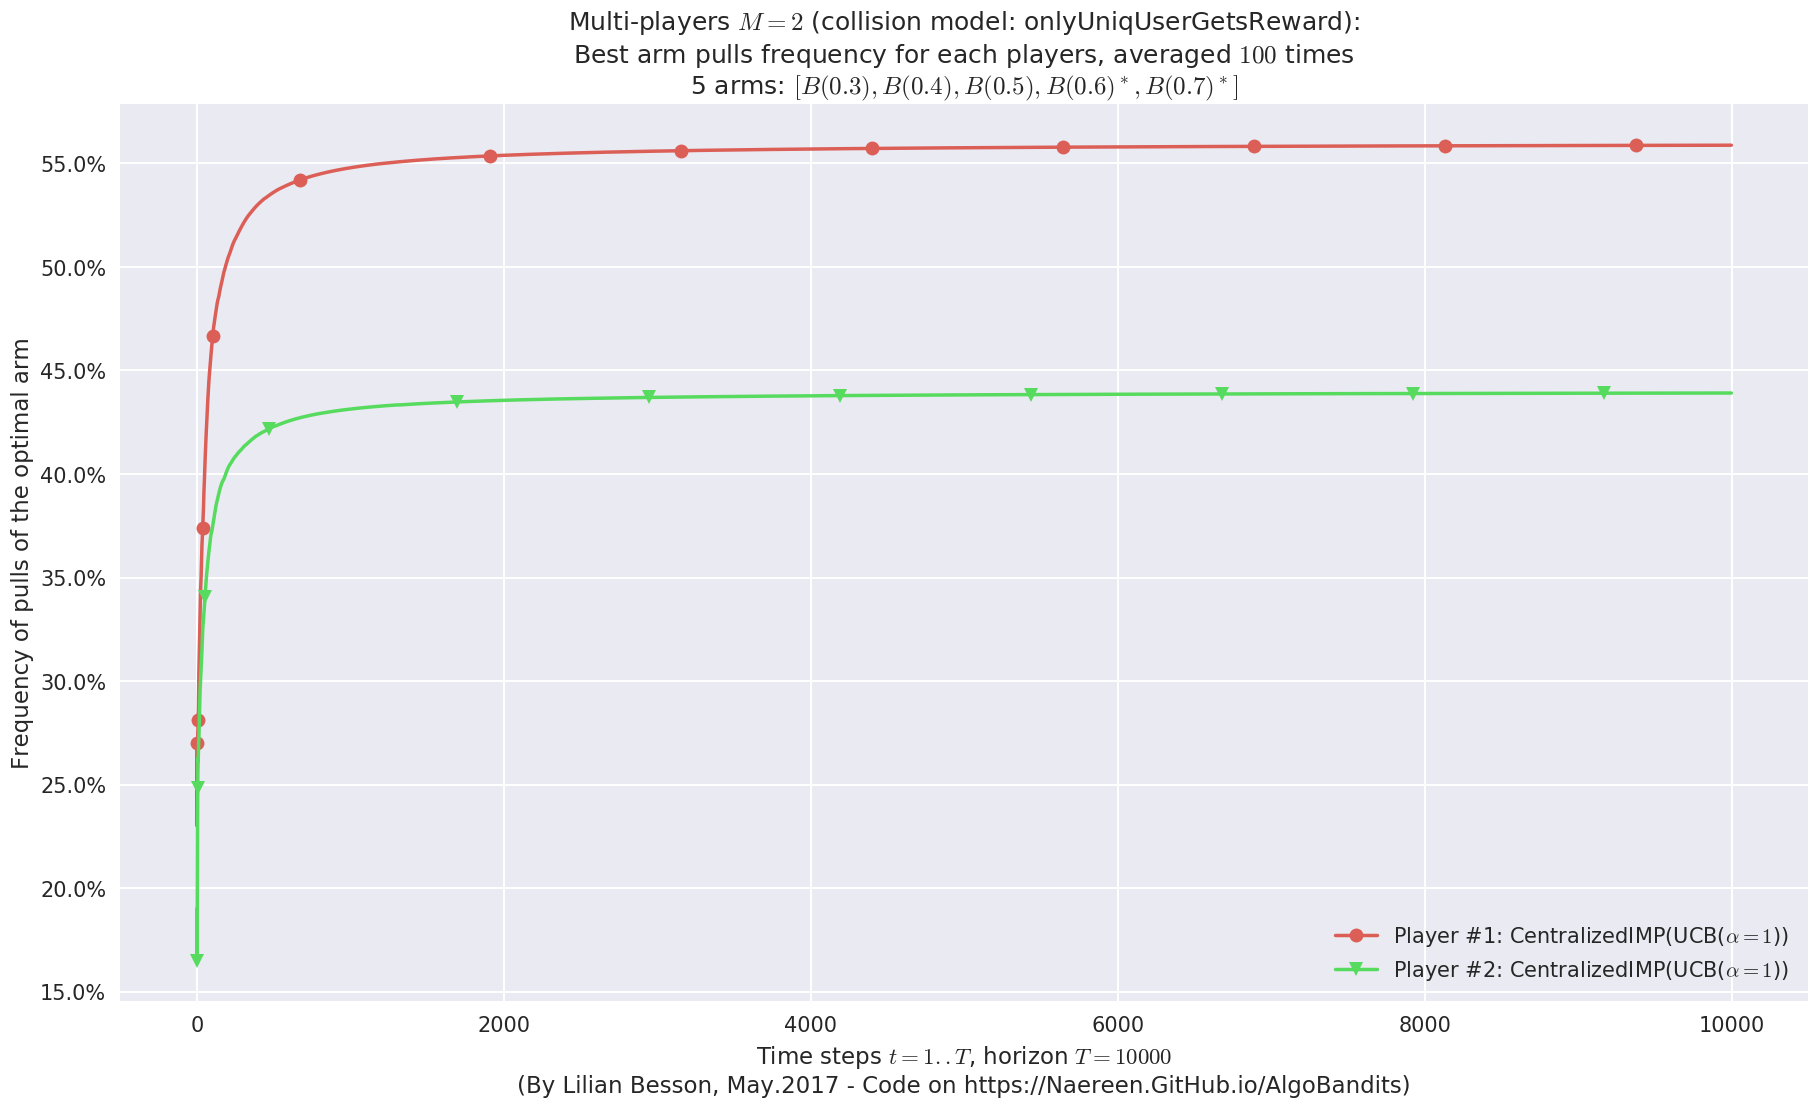 Multi-players M = 2 (collision model: onlyUniqUserGetsReward):
Best arm pulls frequency for each players, averaged 100 times
5 arms: [B(0.3), B(0.4), B(0.5), B(0.6)*, B(0.7)*]
Frequency of pulls of the optimal arm
55.0%
50.0%
45.0%
40.0%
35.0%
30.0%
25.0%
20.0%
15.0%
Player #1: CentralizedIMP(UCB(α = 1))
Player #2: CentralizedIMP(UCB(α = 1))
0 2000 4000 6000 8000 10000
Time steps t = 1..T, horizon T = 10000
(By Lilian Besson, May.2017 - Code on https://Naereen.GitHub.io/AlgoBandits)